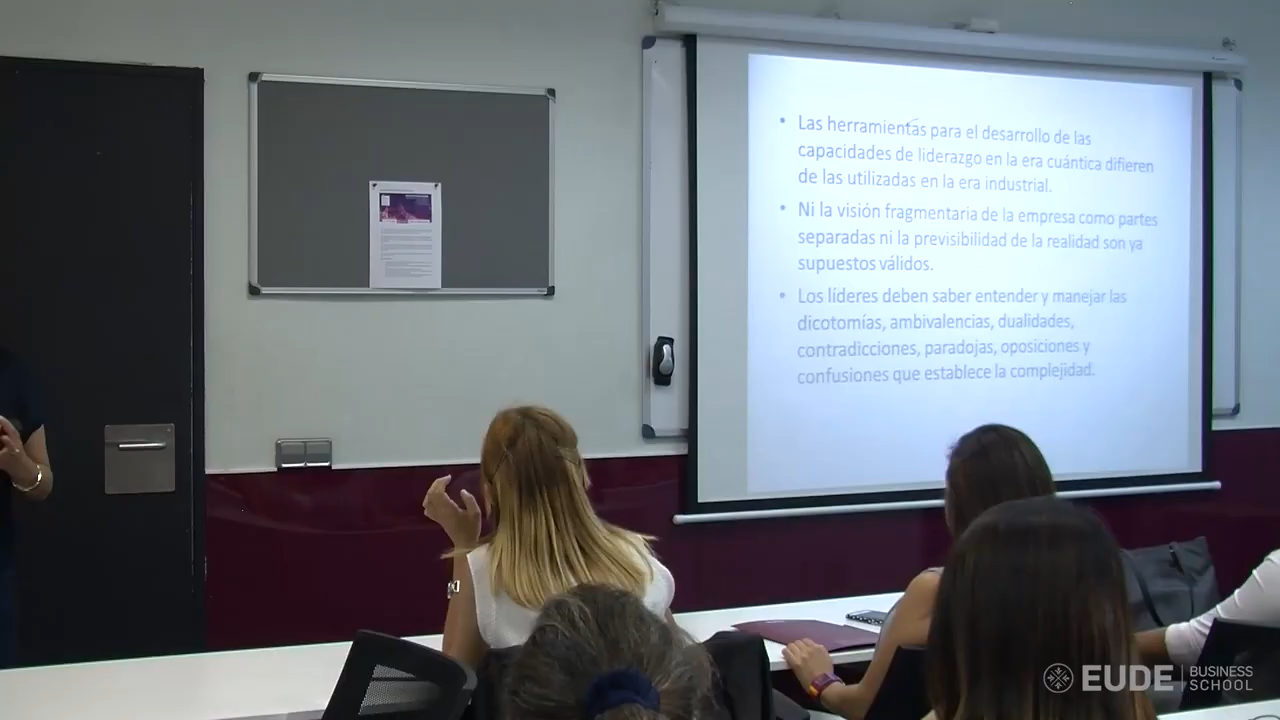 Las herramientas para el desarrollo de las
capacidades de liderazgo en la era cuántica difieren
de las utilizadas en la era industrial.
Ni la visión fragmentaria de la empresa como partes
separadas ni la previsibilidad de la realidad son ya
supuestos válidos.
Los líderes deben saber entender y manejar las
dicotomías, ambivalencias, dualidades,
contradicciones, paradojas, oposiciones y
confusiones que establece la complejidad.
EUDE BUSINESS
SCHOOL